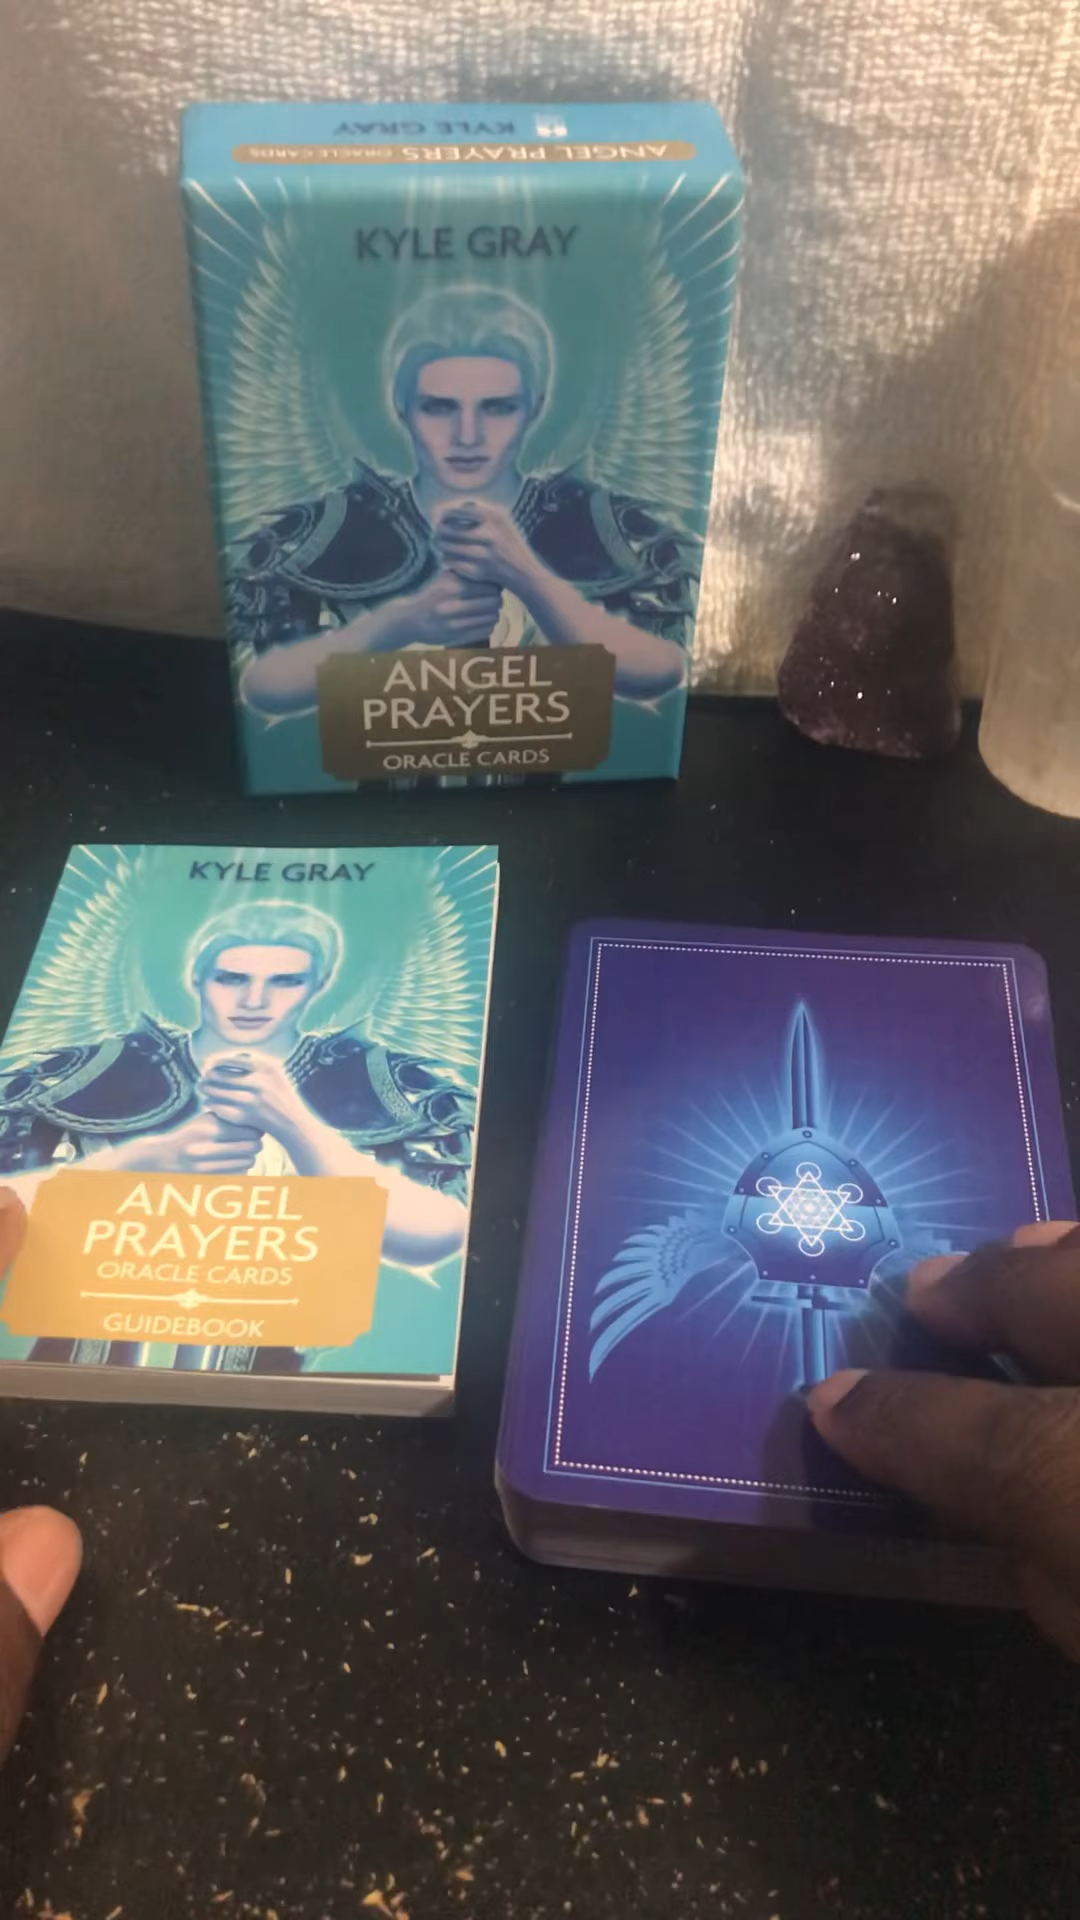 KYLE GRAY
ANGEL PRAYERS ORACLE CARDS
KYLE GRAY
ANGEL
PRAYERS
ORACLE CARDS
KYLE GRAY
ANGEL
PRAYERS
ORACLE CARDS
GUIDEBOOK